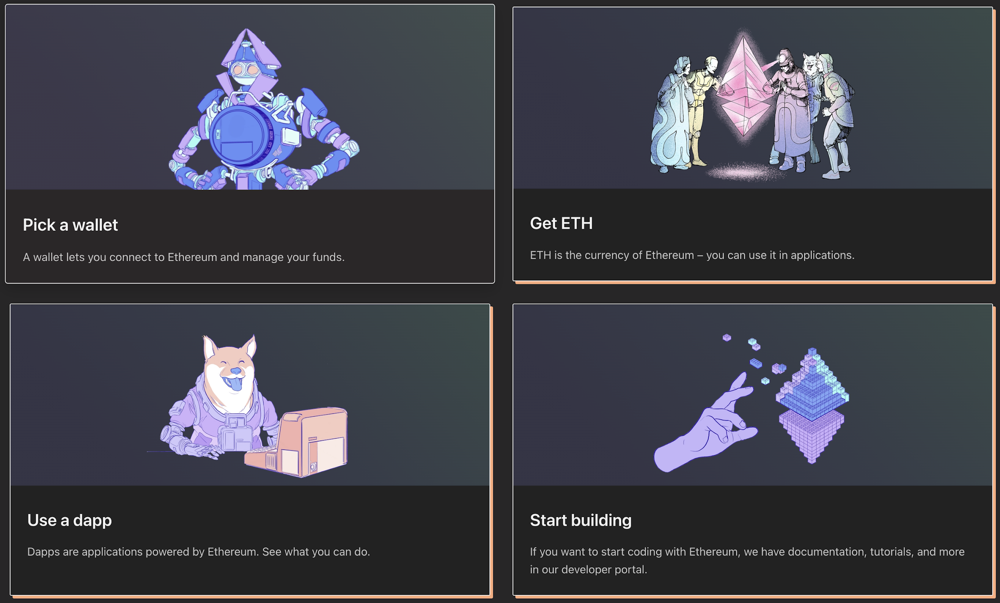 Pick a wallet
A wallet lets you connect to Ethereum and manage your funds.
Get ETH
ETH is the currency of Ethereum – you can use it in applications.
Use a dapp
Dapps are applications powered by Ethereum. See what you can do.
Start building
If you want to start coding with Ethereum, we have documentation, tutorials, and more
in our developer portal.